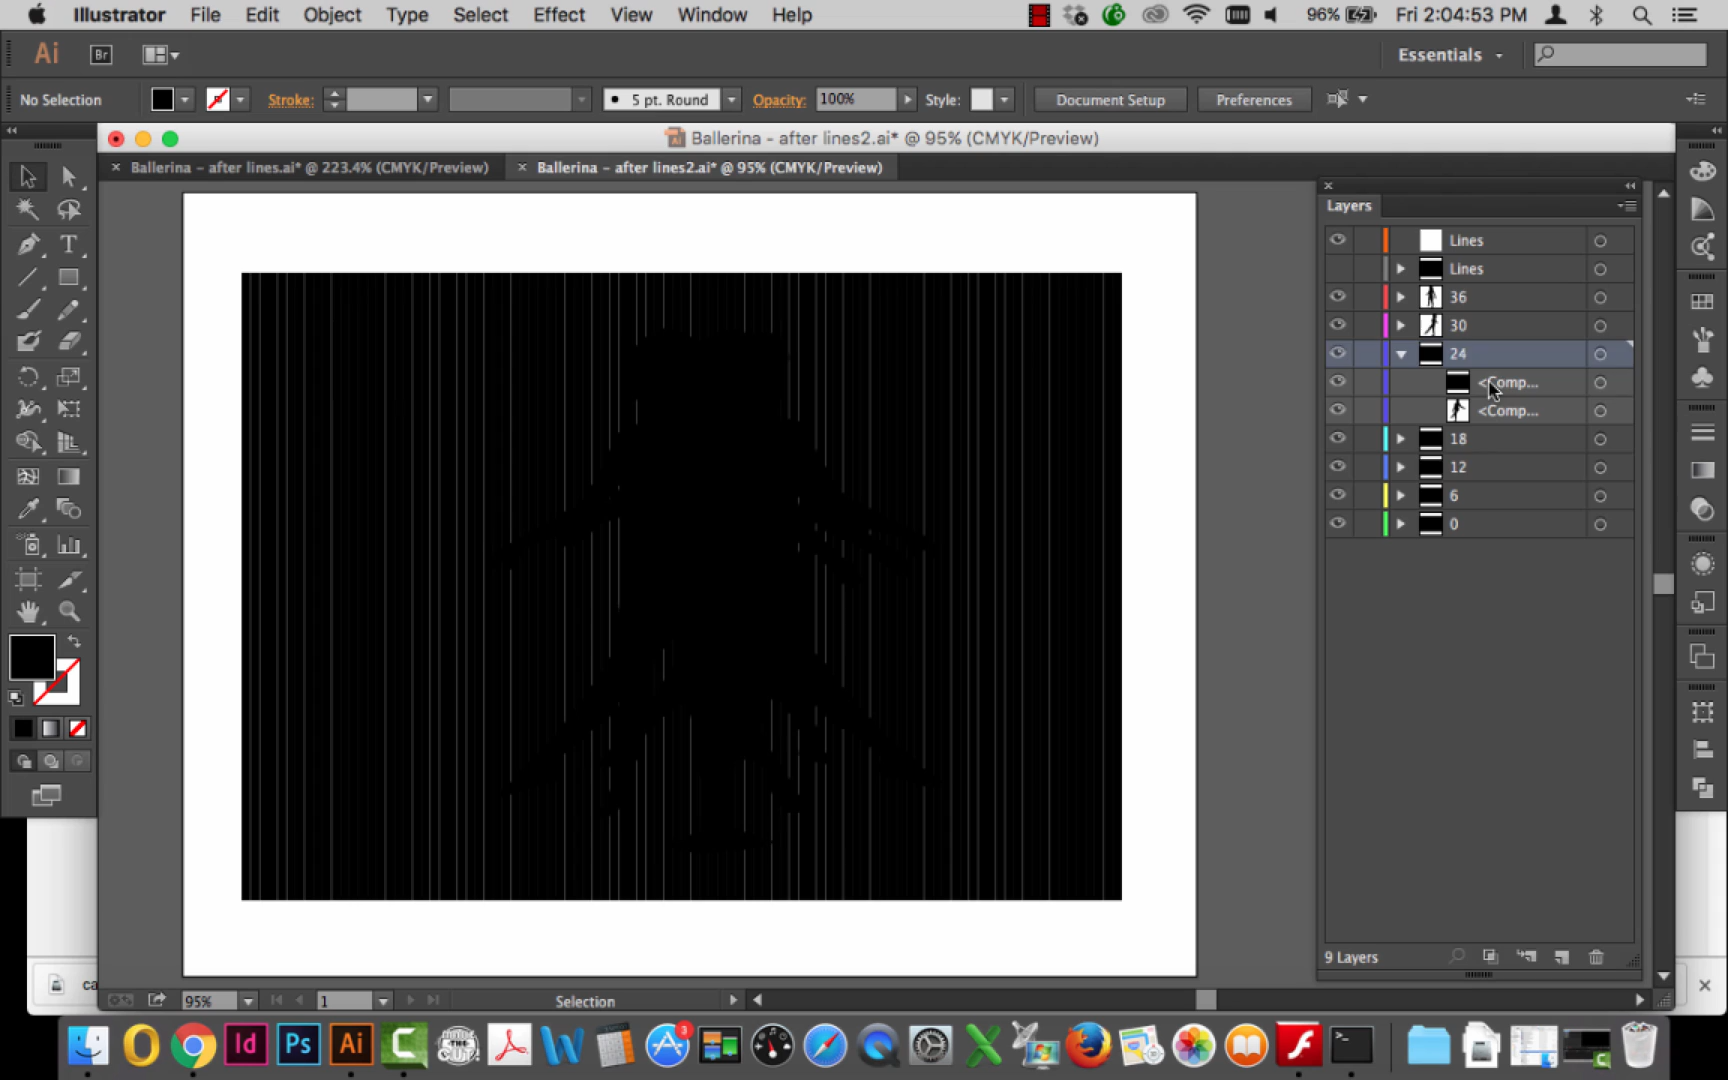 Illustrator File Edit Object Type Select Effect View Window Help 96% Fri 2:04:53 PM
Ai Br Essentials
No Selection Stroke: 5 pt. Round Opacity: 100% Style: Document Setup Preferences
Ballerina - after lines2.ai* @ 95% (CMYK/Preview)
Ballerina - after lines.ai* @ 223.4% (CMYK/Preview) Ballerina - after lines2.ai* @ 95% (CMYK/Preview)
Layers
Lines
Lines
36
30
24
<Comp...
<Comp...
18
12
6
0
9 Layers
ca
95% 1 Selection
Id Ps Ai 3